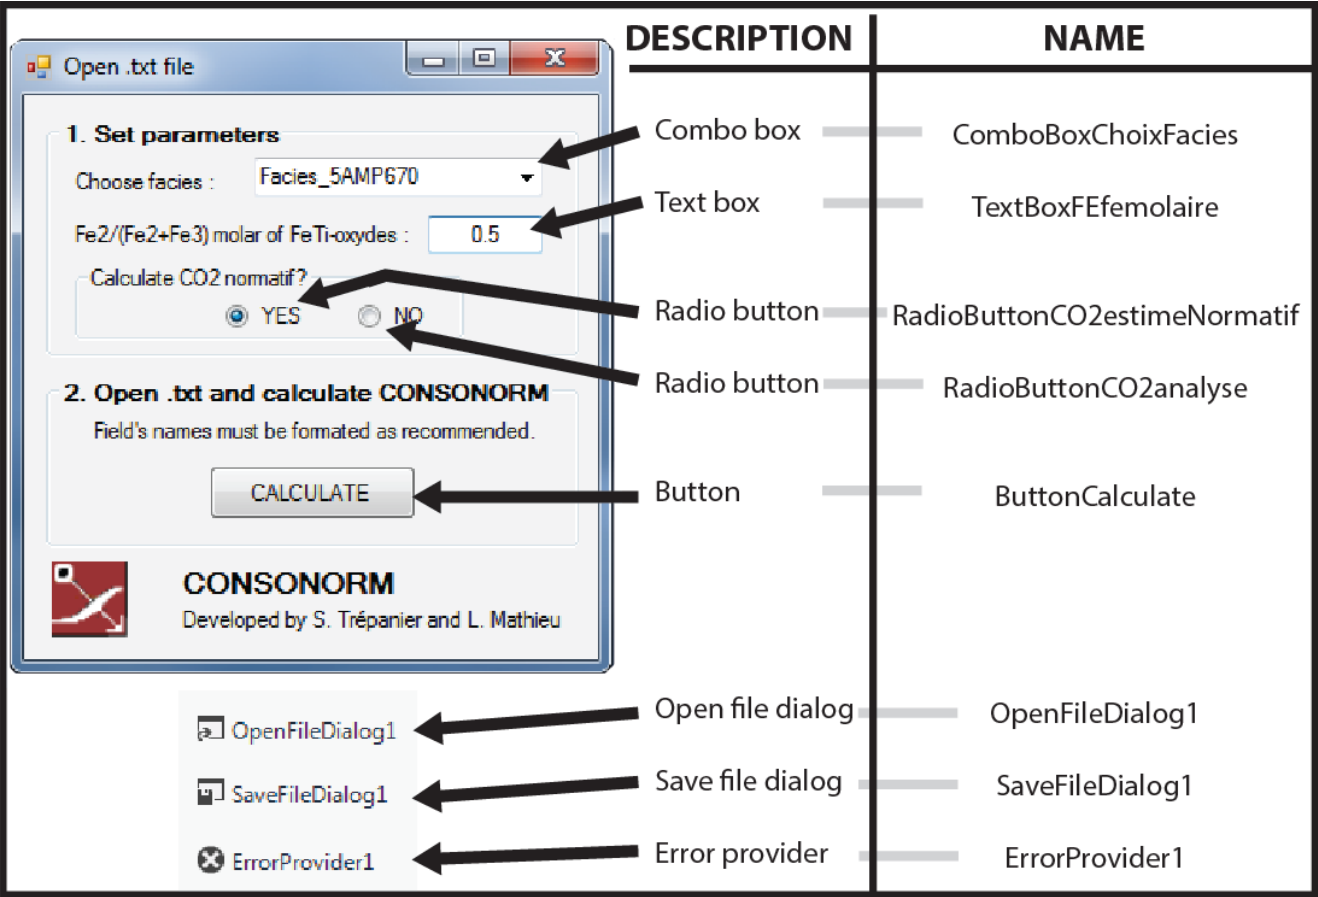 DESCRIPTION NAME
Open .txt file
1. Set parameters
Choose facies : Facies_5AMP670
Fe2/(Fe2+Fe3) molar of FeTi-oxydes : 0.5
Calculate CO2 normatif?
YES NO
2. Open .txt and calculate CONSONORM
Field's names must be formated as recommended.
CALCULATE
CONSONORM
Developed by S. Trépanier and L. Mathieu
OpenFileDialog1
SaveFileDialog1
ErrorProvider1
Combo box ComboBoxChoixFacies
Text box TextBoxFEfemolaire
Radio button RadioButtonCO2estimeNormatif
Radio button RadioButtonCO2analyse
Button ButtonCalculate
Open file dialog OpenFileDialog1
Save file dialog SaveFileDialog1
Error provider ErrorProvider1